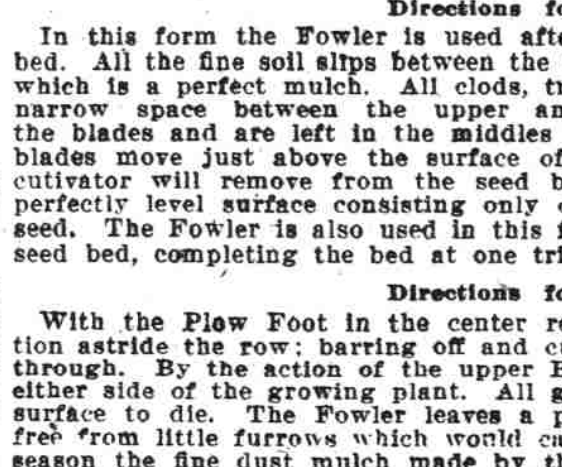 Directions fo
In this form the Fowler is used afte
bed. All the fine soil slips between the
which is a perfect mulch. All clods, tr
narrow space between the upper an
the blades and are left in the middles
blades move just above the surface of
cutivator will remove from the seed b
perfectly level surface consisting only
seed. The Fowler is also used in this f
seed bed, completing the bed at one tri
Directions fo
With the Plow Foot in the center re
tion astride the row; barring off and cu
through. By the action of the upper B
either side of the growing plant. All g
surface to die. The Fowler leaves a p
free from little furrows which would ca
season the fine dust mulch made by th